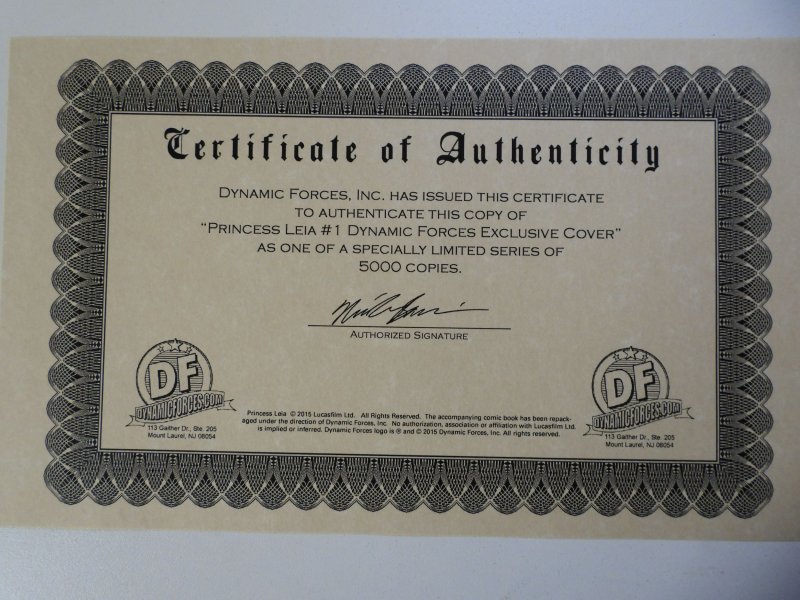 Certificate of Authenticity
DYNAMIC FORCES, INC. HAS ISSUED THIS CERTIFICATE
TO AUTHENTICATE THIS COPY OF
"PRINCESS LEIA #1 DYNAMIC FORCES EXCLUSIVE COVER"
AS ONE OF A SPECIALLY LIMITED SERIES OF
5000 COPIES.
AUTHORIZED SIGNATURE
DF
DYNAMICFORCES.COM
113 Gaither Dr., Ste. 205
Mount Laurel, NJ 08054
Princess Leia © 2015 Lucasfilm Ltd. All Rights Reserved. The accompanying comic book has been repack-
aged under the direction of Dynamic Forces, Inc. No authorization, association or affiliation with Lucasfilm Ltd.
is implied or inferred. Dynamic Forces logo is ® and © 2015 Dynamic Forces, Inc. All rights reserved.
DF
DYNAMICFORCES.COM
113 Gaither Dr., Ste. 205
Mount Laurel, NJ 08054